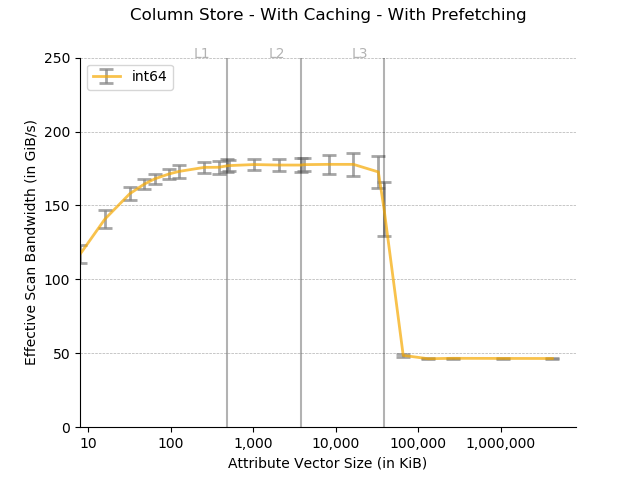 Column Store - With Caching - With Prefetching
L1 L2 L3
int64
250
200
150
100
50
0
Effective Scan Bandwidth (in GiB/s)
10 100 1,000 10,000 100,000 1,000,000
Attribute Vector Size (in KiB)